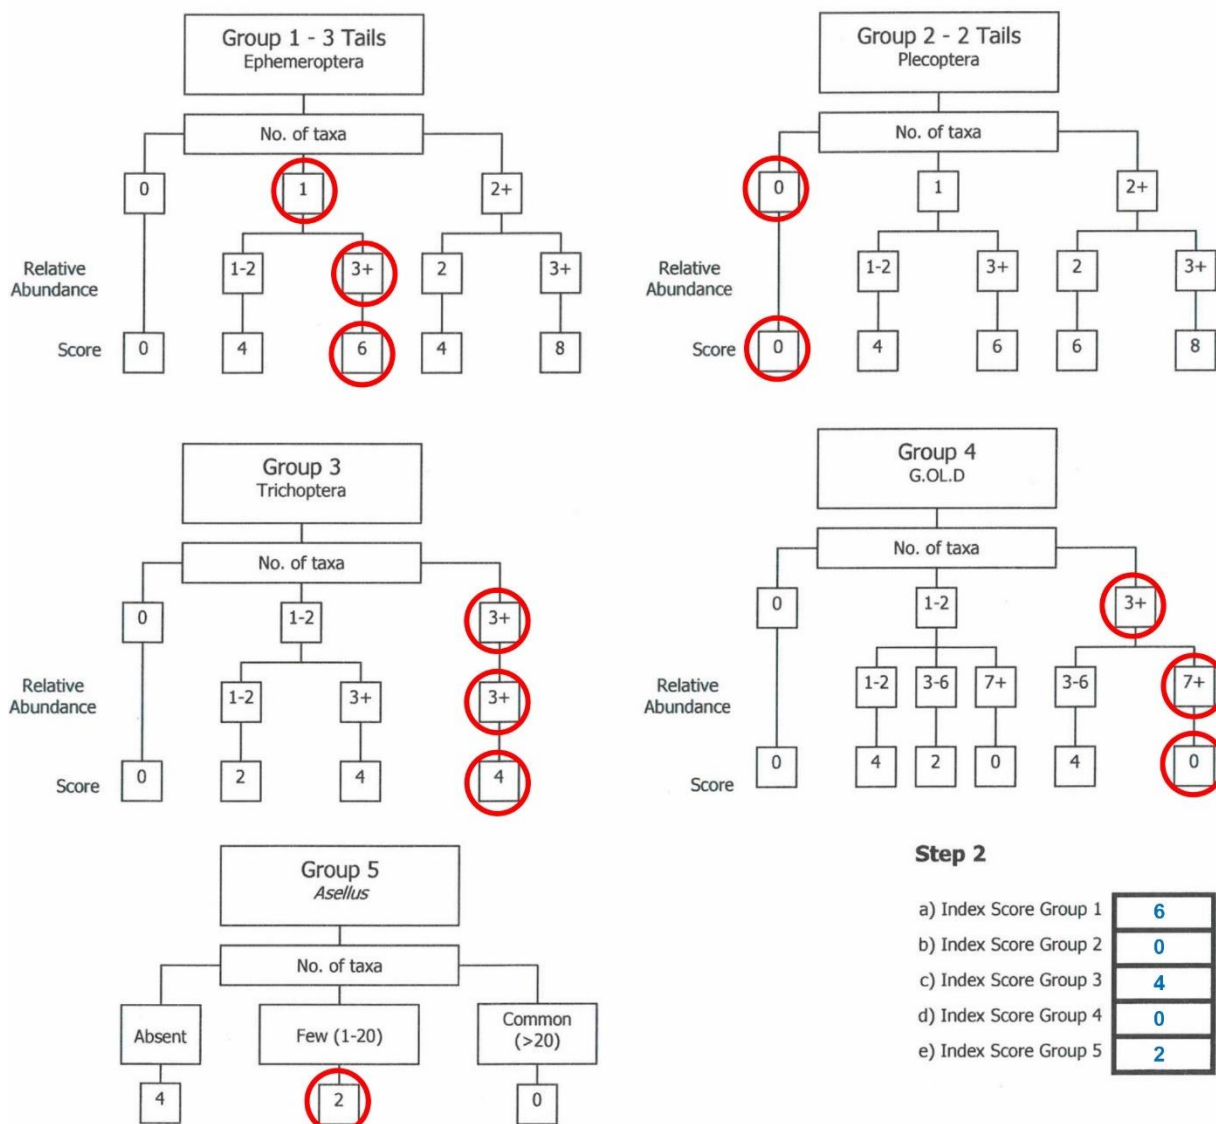 Group 1 - 3 Tails
Ephemeroptera
No. of taxa
0
1
2+
Relative
Abundance
1-2
3+
2
3+
Score
0
4
6
4
8
Group 2 - 2 Tails
Plecoptera
No. of taxa
0
1
2+
Relative
Abundance
1-2
3+
2
3+
Score
0
4
6
6
8
Group 3
Trichoptera
No. of taxa
0
1-2
3+
Relative
Abundance
1-2
3+
3+
Score
0
2
4
4
Group 4
G.OL.D
No. of taxa
0
1-2
3+
Relative
Abundance
1-2
3-6
7+
3-6
7+
Score
0
4
2
0
4
0
Group 5
Asellus
No. of taxa
Absent
Few (1-20)
Common
(>20)
4
2
0
Step 2
a) Index Score Group 1 6
b) Index Score Group 2 0
c) Index Score Group 3 4
d) Index Score Group 4 0
e) Index Score Group 5 2